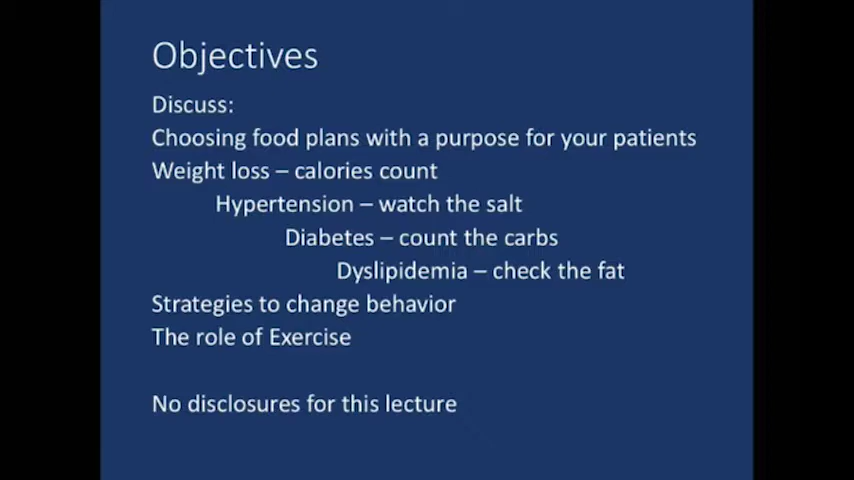 Objectives
Discuss:
Choosing food plans with a purpose for your patients
Weight loss – calories count
Hypertension – watch the salt
Diabetes – count the carbs
Dyslipidemia – check the fat
Strategies to change behavior
The role of Exercise
No disclosures for this lecture